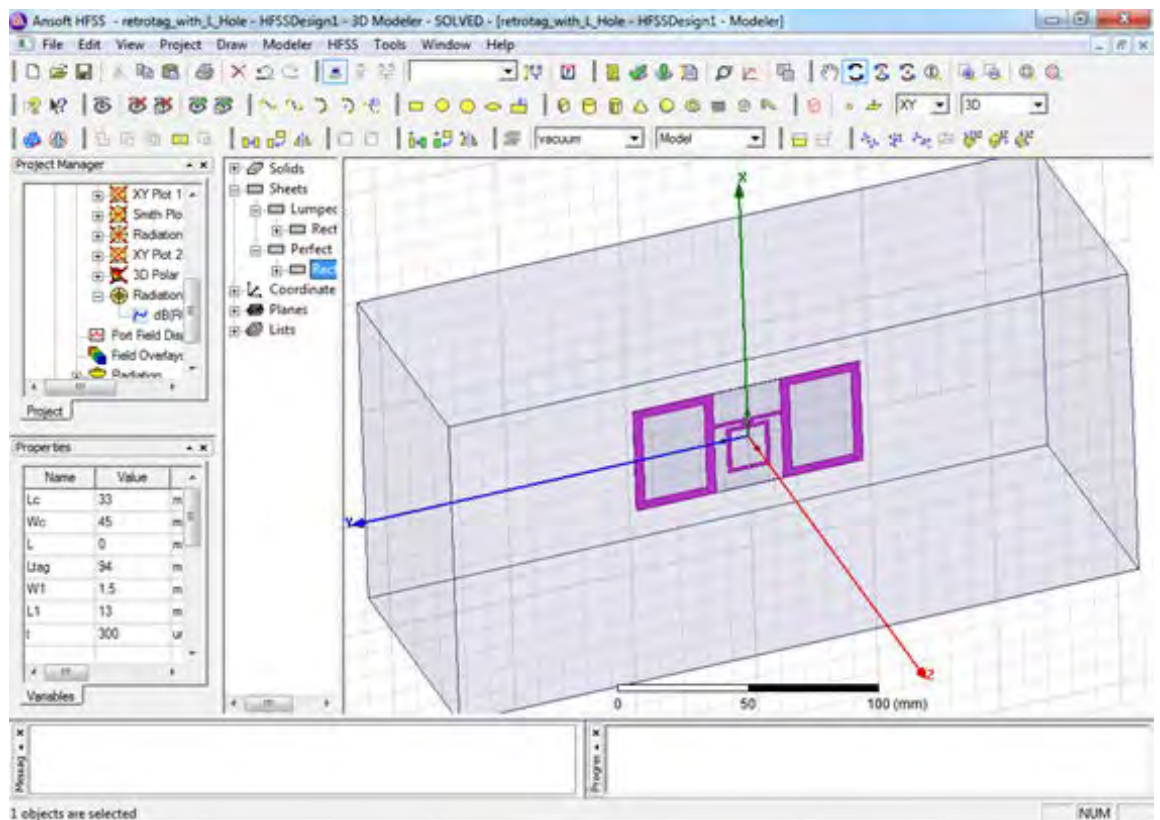 Ansoft HFSS - retrotag_with_L_Hole - HFSSDesign1 - 3D Modeler - SOLVED - [retrotag_with_L_Hole - HFSSDesign1 - Modeler]
File Edit View Project Draw Modeler HFSS Tools Window Help
XY 3D
vacuum Model
Project Manager
XY Plot 1
Smith Plo
Radiation
XY Plot 2
3D Polar
Radiation
dB(R
Port Field Disp
Field Overlays
Radiation
Project
Solids
Sheets
Lumpec
Rect
Perfect
Rect
Coordinate
Planes
Lists
Properties
Name Value
Lc 33 m
Wc 45 m
L 0 m
Ltag 94 m
W1 1.5 m
L1 13 m
t 300 ur
Variables
X
Y
Z
0 50 100 (mm)
Messag
Progres
1 objects are selected
NUM